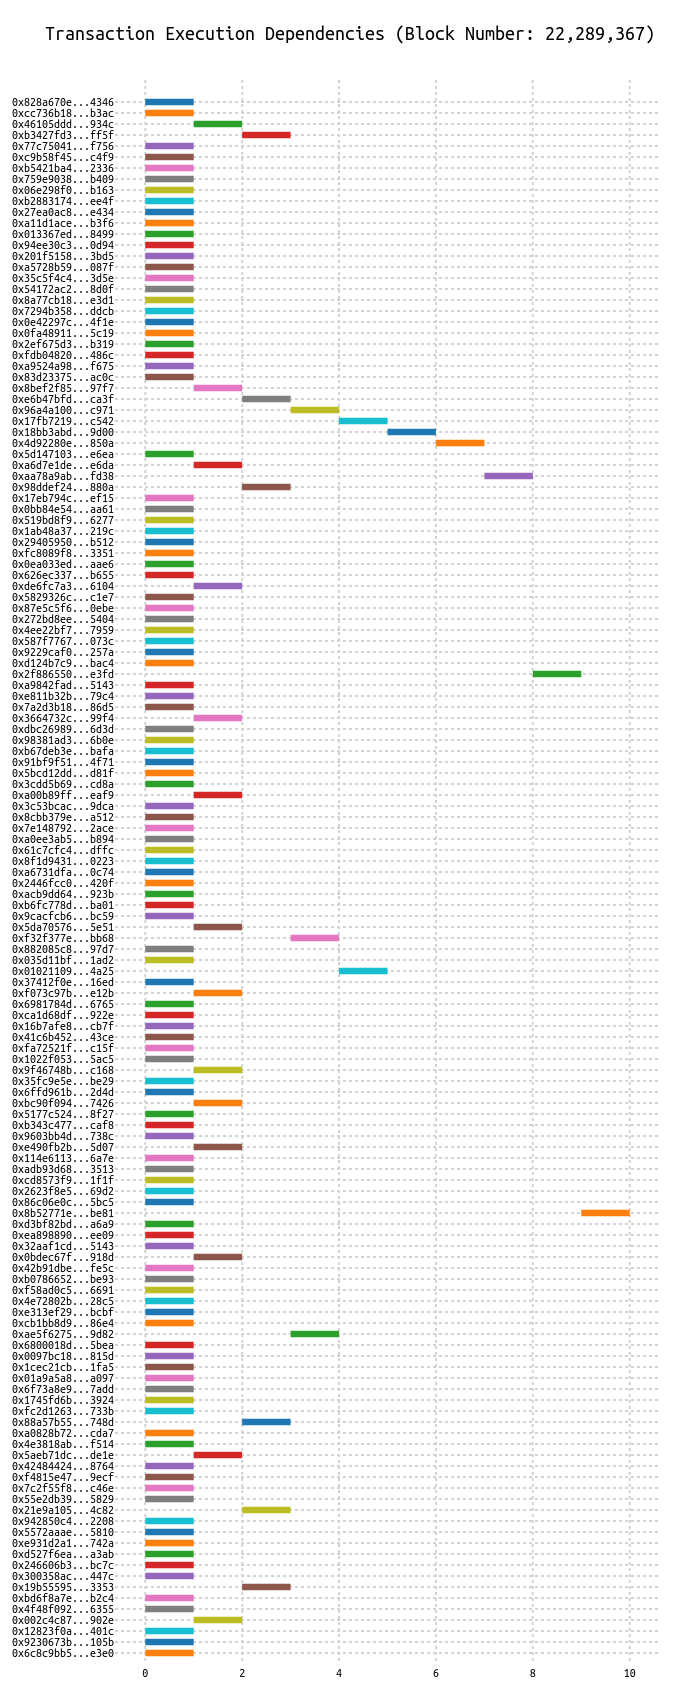 Transaction Execution Dependencies (Block Number: 22,289,367)
0x828a670e...4346
0xcc736b18...b3ac
0x46105ddd...934c
0xb3427fd3...ff5f
0x77c75041...f756
0xc9b58f45...c4f9
0xb5421ba4...2336
0x759e9038...b409
0x06e298f0...b163
0xb2883174...ee4f
0x27ea0ac8...e434
0xa11d1ace...b3f6
0x013367ed...8499
0x94ee30c3...0d94
0x201f5158...3bd5
0xa5728b59...087f
0x35c5f4c4...3d5e
0x54172ac2...8d0f
0x8a77cb18...e3d1
0x7294b358...ddcb
0x0e42297c...4f1e
0x0fa48911...5c19
0x2ef675d3...b319
0xfdb04820...486c
0xa9524a98...f675
0x83d23375...ac0c
0x8bef2f85...97f7
0xe6b47bfd...ca3f
0x96a4a100...c971
0x17fb7219...c542
0x18bb3abd...9d00
0x4d92280e...850a
0x5d147103...e6ea
0xa6d7e1de...e6da
0xaa78a9ab...fd38
0x98ddef24...880a
0x17eb794c...ef15
0x0bb84e54...aa61
0x519bd8f9...6277
0x1ab48a37...219c
0x29405950...b512
0xfc8089f8...3351
0x0ea033ed...aae6
0x626ec337...b655
0xde6fc7a3...6104
0x5829326c...c1e7
0x87e5c5f6...0ebe
0x272bd8ee...5404
0x4ee22bf7...7959
0x587f7767...073c
0x9229caf0...257a
0xd124b7c9...bac4
0x2f886550...e3fd
0xa9842fad...5143
0xe811b32b...79c4
0x7a2d3b18...86d5
0x3664732c...99f4
0xdbc26989...6d3d
0x98381ad3...6b0e
0xb67deb3e...bafa
0x91bf9f51...4f71
0x5bcd12dd...d81f
0x3cdd5b69...cd8a
0xa00b89ff...eaf9
0x3c53bcac...9dca
0x8cbb379e...a512
0x7e148792...2ace
0xa0ee3ab5...b894
0x61c7cfc4...dffc
0x8f1d9431...0223
0xa6731dfa...0c74
0x2446fcc0...420f
0xacb9dd64...923b
0xb6fc778d...ba01
0x9cacfcb6...bc59
0x5da70576...5e51
0xf32f377e...bb68
0x882085c8...97d7
0x035d11bf...1ad2
0x01021109...4a25
0x37412f0e...16ed
0xf073c97b...e12b
0x6981784d...6765
0xca1d68df...922e
0x16b7afe8...cb7f
0x41c6b452...43ce
0xfa72521f...c15f
0x1022f053...5ac5
0x9f46748b...c168
0x35fc9e5e...be29
0x6ffd961b...2d4d
0xbc90f094...7426
0x5177c524...8f27
0xb343c477...caf8
0x9603bb4d...738c
0xe490fb2b...5d07
0x114e6113...6a7e
0xadb93d68...3513
0xcd8573f9...1f1f
0x2623f8e5...69d2
0x86c06e0c...5bc5
0x8b52771e...be81
0xd3bf82bd...a6a9
0xea898890...ee09
0x32aaf1cd...5143
0x0bdec67f...918d
0x42b91dbe...fe5c
0xb0786652...be93
0xf58ad0c5...6691
0x4e72802b...28c5
0xe313ef29...bcbf
0xcb1bb8d9...86e4
0xae5f6275...9d82
0x6800018d...5bea
0x0097bc18...815d
0x1cec21cb...1fa5
0x01a9a5a8...a097
0x6f73a8e9...7add
0x1745fd6b...3924
0xfc2d1263...733b
0x88a57b55...748d
0xa0828b72...cda7
0x4e3818ab...f514
0x5aeb71dc...de1e
0x42484424...8764
0xf4815e47...9ecf
0x7c2f55f8...c46e
0x55e2db39...5829
0x21e9a105...4c82
0x942850c4...2208
0x5572aaae...5810
0xe931d2a1...742a
0xd527f6ea...a3ab
0x246606b3...bc7c
0x300358ac...447c
0x19b55595...3353
0xbd6f8a7e...b2c4
0x4f48f092...6355
0x002c4c87...902e
0x12823f0a...401c
0x9230673b...105b
0x6c8c9bb5...e3e0
0 2 4 6 8 10